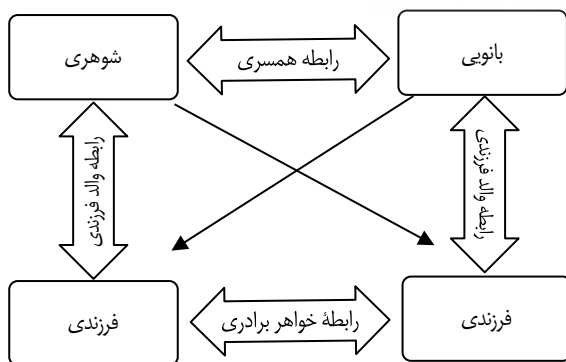 بانویی
رابطه همسری
شوهری
رابطه والد فرزندی
رابطه والد فرزندی
فرزندی
رابطهٔ خواهر برادری
فرزندی